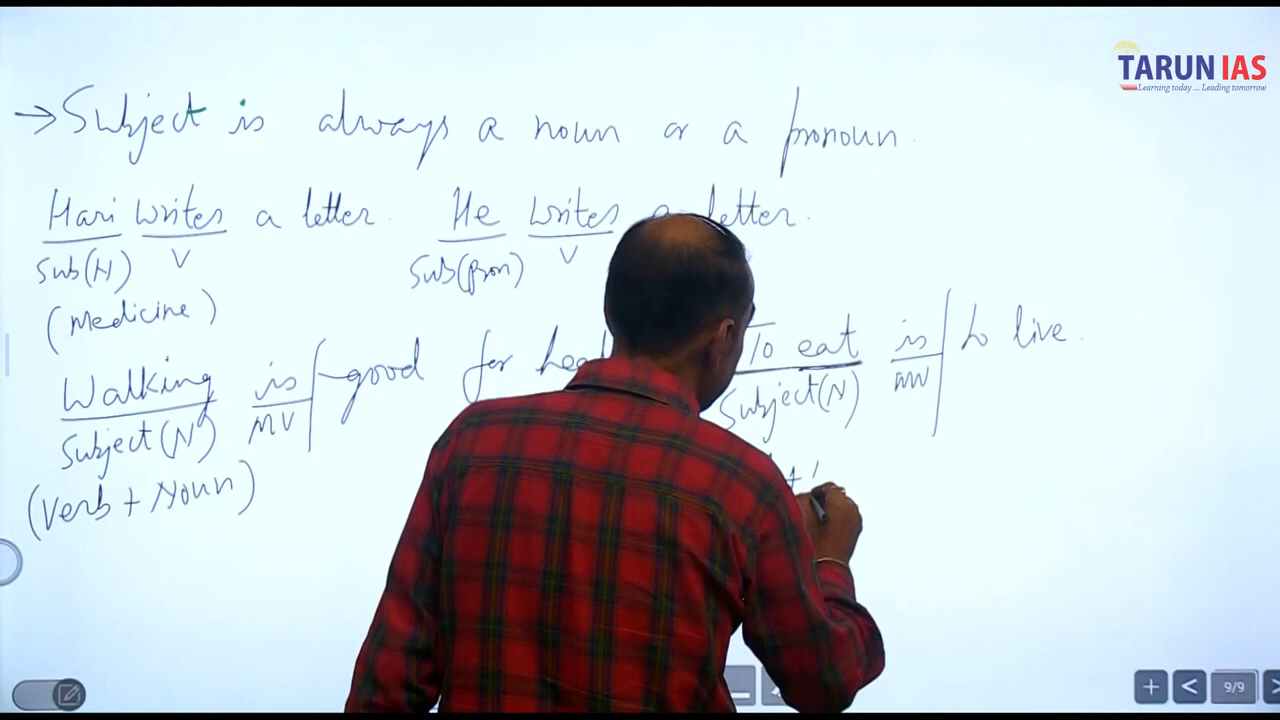 TARUN IAS
Learning today ... Leading tomorrow
→ Subject is always a noun or a pronoun.
Hari writes a letter. He writes a letter.
Sub(N) V Sub(pron) V
(Medicine)
Walking is good for To eat is to live.
Subject(N) MV Subject(N) MV
(Verb + Noun)
9/9